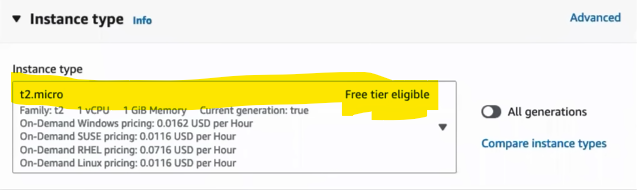 ▼ Instance type Info Advanced
Instance type
t2.micro Free tier eligible
Family: t2 1 vCPU 1 GiB Memory Current generation: true
On-Demand Windows pricing: 0.0162 USD per Hour
On-Demand SUSE pricing: 0.0116 USD per Hour
On-Demand RHEL pricing: 0.0716 USD per Hour
On-Demand Linux pricing: 0.0116 USD per Hour
All generations
Compare instance types